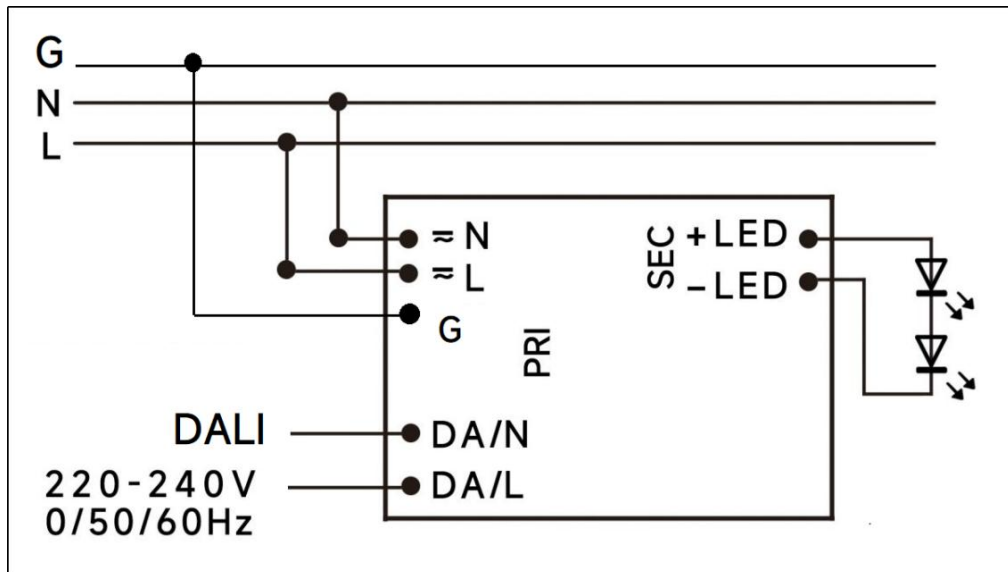 G
N
L
≂ N
≂ L
G
PRI
SEC
+ LED
− LED
DALI
DA/N
220-240V
0/50/60Hz
DA/L